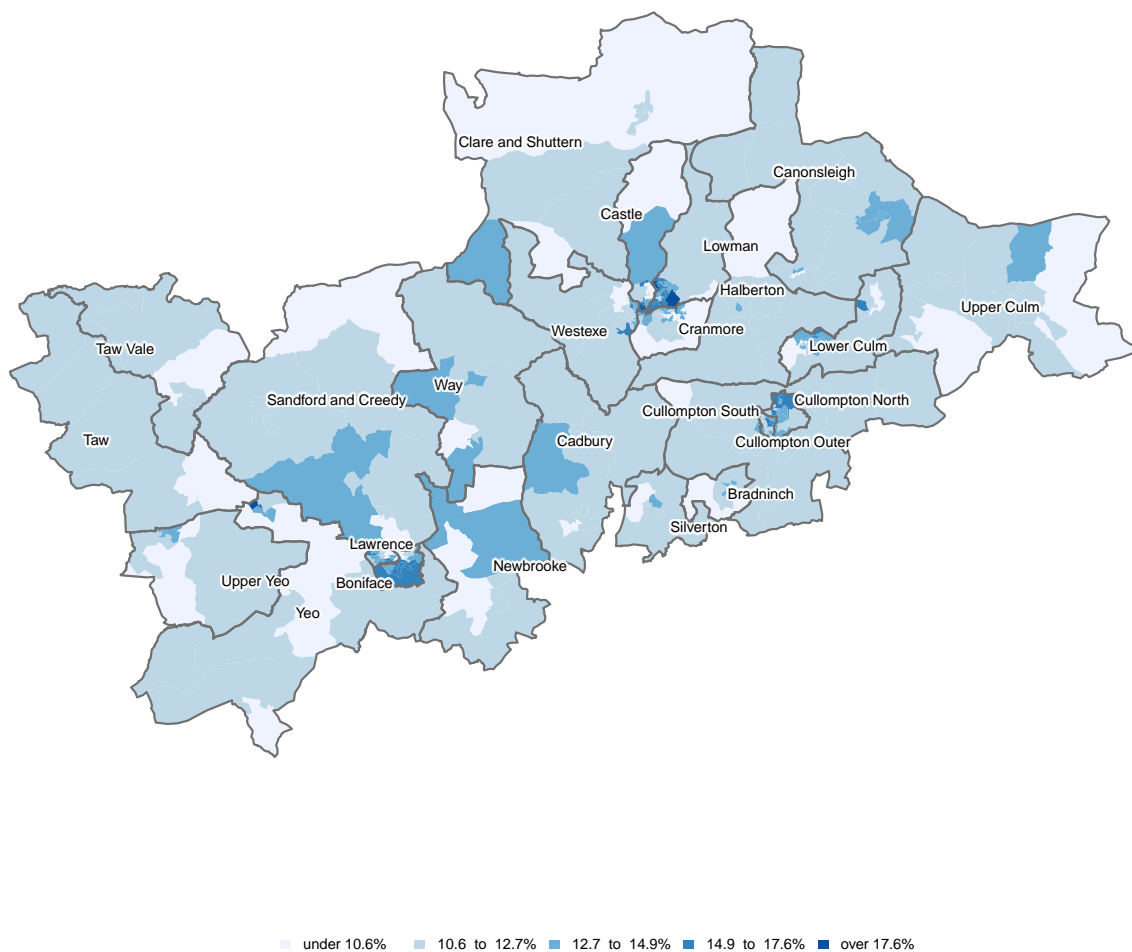 Clare and Shuttern
Canonsleigh
Castle
Lowman
Halberton
Upper Culm
Cranmore
Westexe
Lower Culm
Taw Vale
Way
Sandford and Creedy
Cullompton North
Cullompton South
Taw
Cadbury
Cullompton Outer
Bradninch
Silverton
Lawrence
Newbrooke
Upper Yeo
Boniface
Yeo
under 10.6% 10.6 to 12.7% 12.7 to 14.9% 14.9 to 17.6% over 17.6%